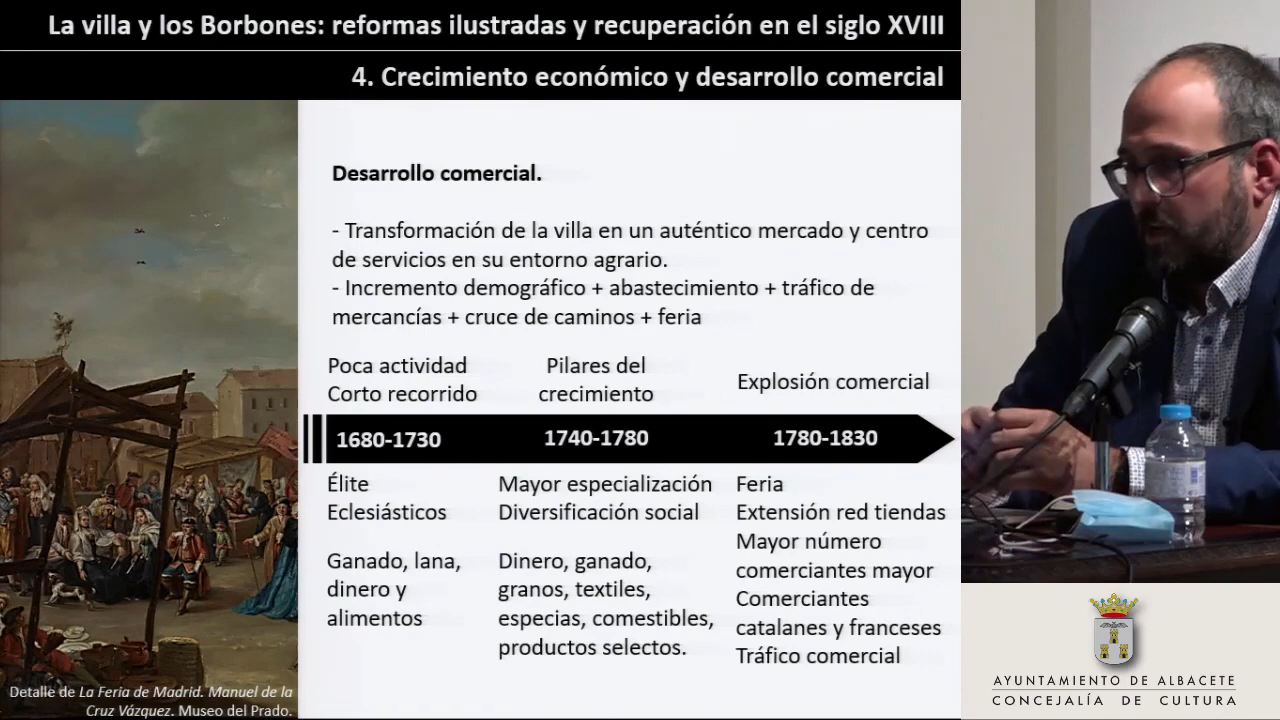 La villa y los Borbones: reformas ilustradas y recuperación en el siglo XVIII
4. Crecimiento económico y desarrollo comercial
Desarrollo comercial.
- Transformación de la villa en un auténtico mercado y centro
de servicios en su entorno agrario.
- Incremento demográfico + abastecimiento + tráfico de
mercancías + cruce de caminos + feria
Poca actividad
Corto recorrido
Pilares del
crecimiento
Explosión comercial
1680-1730
1740-1780
1780-1830
Élite
Eclesiásticos
Ganado, lana,
dinero y
alimentos
Mayor especialización
Diversificación social
Dinero, ganado,
granos, textiles,
especias, comestibles,
productos selectos.
Feria
Extensión red tiendas
Mayor número
comerciantes mayor
Comerciantes
catalanes y franceses
Tráfico comercial
Detalle de La Feria de Madrid. Manuel de la
Cruz Vázquez. Museo del Prado.
AYUNTAMIENTO DE ALBACETE
CONCEJALÍA DE CULTURA